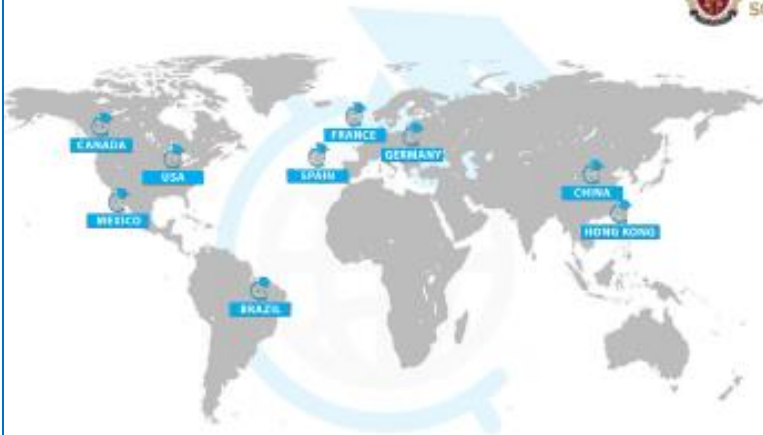 FRANCE
CANADA
GERMANY
USA
SPAIN
CHINA
MEXICO
HONG KONG
BRAZIL